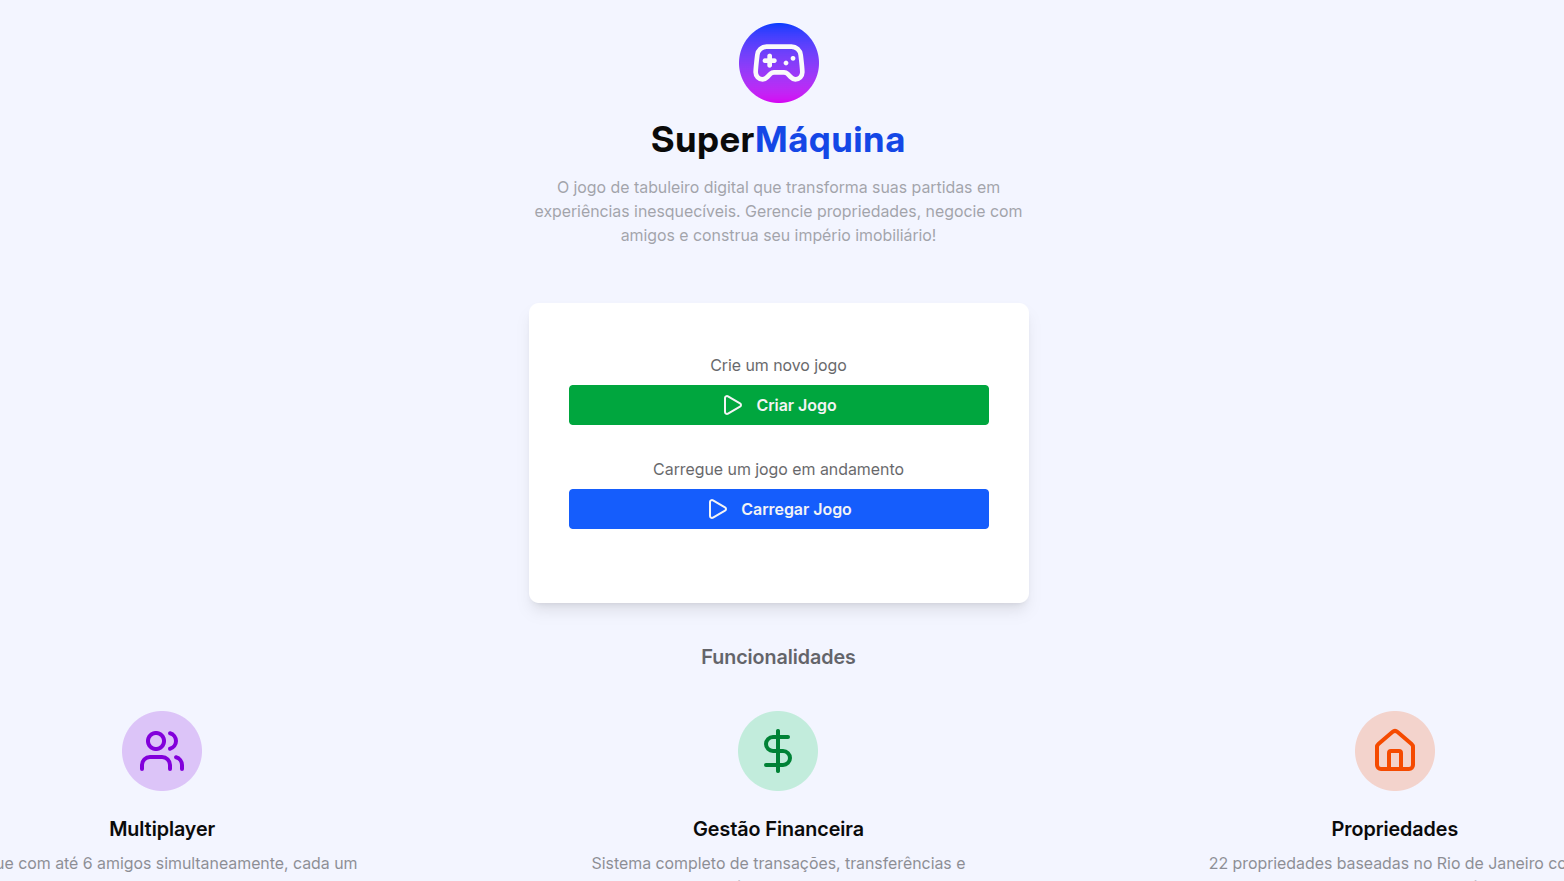 SuperMáquina
O jogo de tabuleiro digital que transforma suas partidas em
experiências inesquecíveis. Gerencie propriedades, negocie com
amigos e construa seu império imobiliário!
Crie um novo jogo
Criar Jogo
Carregue um jogo em andamento
Carregar Jogo
Funcionalidades
Multiplayer
com até 6 amigos simultaneamente, cada um
Gestão Financeira
Sistema completo de transações, transferências e
Propriedades
22 propriedades baseadas no Rio de Janeiro